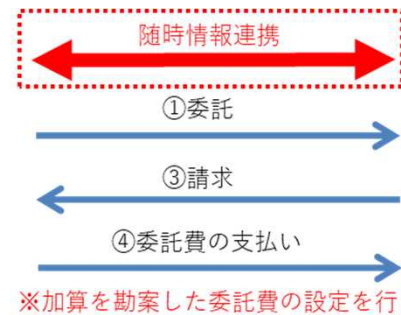 随時情報連携
①委託
③請求
④委託費の支払い
※加算を勘案した委託費の設定を行